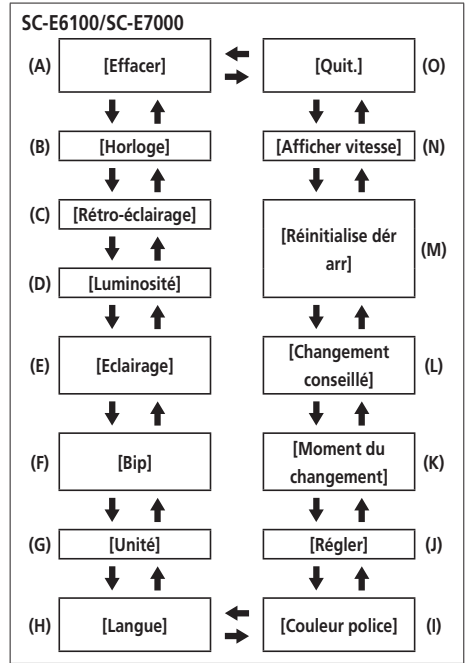 SC-E6100/SC-E7000
(A) [Effacer] [Quit.] (O)
(B) [Horloge] [Afficher vitesse] (N)
(C) [Rétro-éclairage] [Réinitialise dér
arr] (M)
(D) [Luminosité]
(E) [Eclairage] [Changement
conseillé] (L)
(F) [Bip] [Moment du
changement] (K)
(G) [Unité] [Régler] (J)
(H) [Langue] [Couleur police] (I)